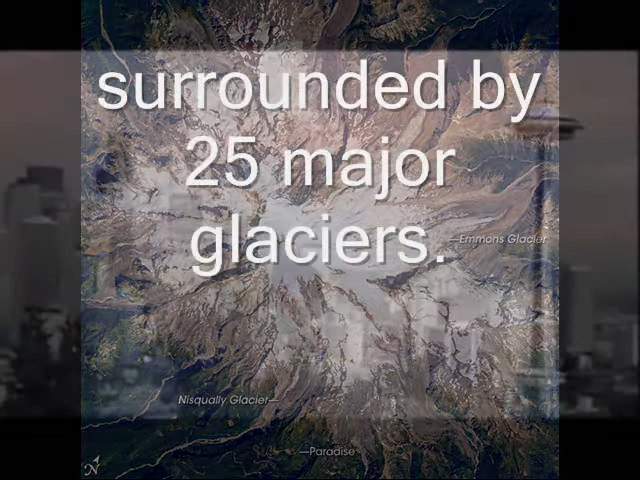 surrounded by
25 major
glaciers.
Emmons Glacier
Nisqually Glacier
Paradise
N